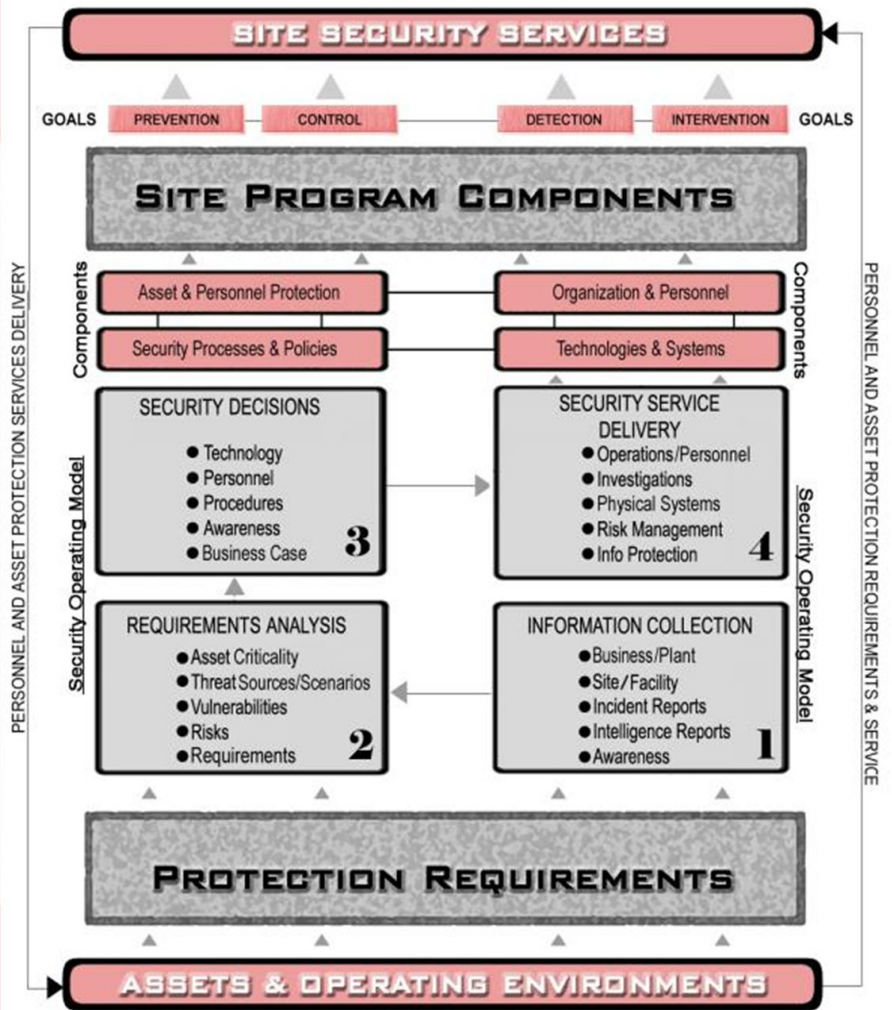 SITE SECURITY SERVICES
GOALS PREVENTION CONTROL DETECTION INTERVENTION GOALS
SITE PROGRAM COMPONENTS
PERSONNEL AND ASSET PROTECTION SERVICES DELIVERY
Components
Asset & Personnel Protection
Organization & Personnel
Security Processes & Policies
Technologies & Systems
Components
PERSONNEL AND ASSET PROTECTION REQUIREMENTS & SERVICE
Security Operating Model
SECURITY DECISIONS
● Technology
● Personnel
● Procedures
● Awareness
● Business Case
3
SECURITY SERVICE
DELIVERY
● Operations/Personnel
● Investigations
● Physical Systems
● Risk Management
● Info Protection
4
Security Operating Model
REQUIREMENTS ANALYSIS
● Asset Criticality
● Threat Sources/Scenarios
● Vulnerabilities
● Risks
● Requirements
2
INFORMATION COLLECTION
● Business/Plant
● Site/Facility
● Incident Reports
● Intelligence Reports
● Awareness
1
PROTECTION REQUIREMENTS
ASSETS & OPERATING ENVIRONMENTS